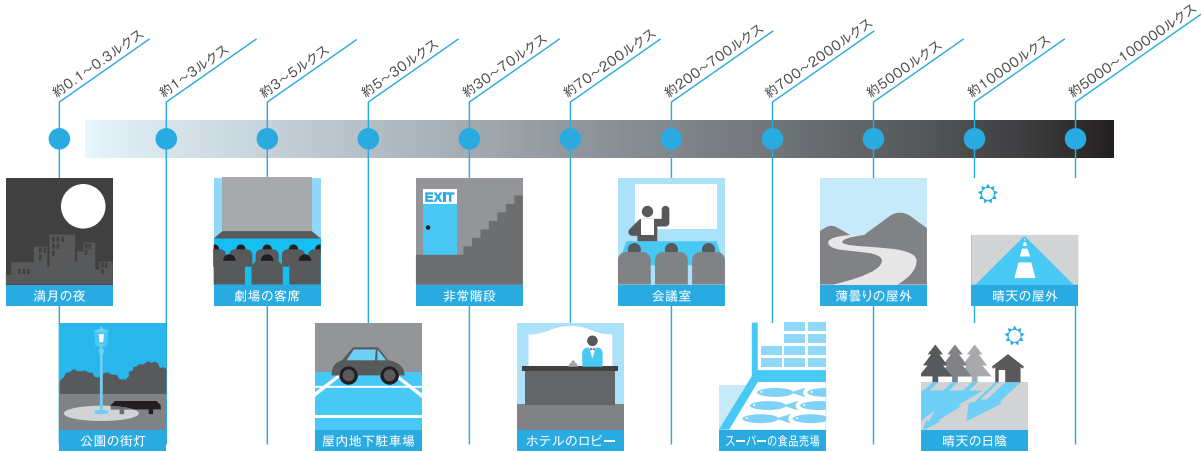 約0.1~0.3ルクス
約1~3ルクス
約3~5ルクス
約5~30ルクス
約30~70ルクス
約70~200ルクス
約200~700ルクス
約700~2000ルクス
約5000ルクス
約10000ルクス
約5000~100000ルクス
EXIT
満月の夜
劇場の客席
非常階段
会議室
薄曇りの屋外
晴天の屋外
公園の街灯
屋内地下駐車場
ホテルのロビー
スーパーの食品売場
晴天の日陰